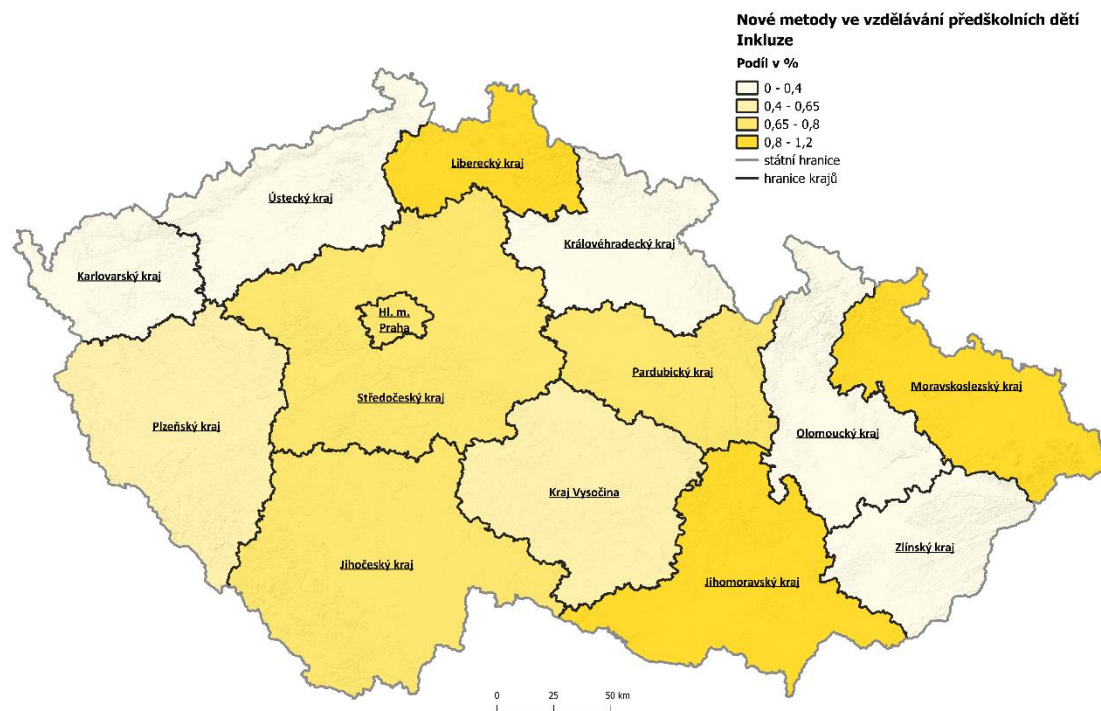 Nové metody ve vzdělávání předškolních dětí
Inkluze
Podíl v %
0 - 0,4
0,4 - 0,65
0,65 - 0,8
0,8 - 1,2
státní hranice
hranice krajů
Liberecký kraj
Ústecký kraj
Královéhradecký kraj
Karlovarský kraj
Hl. m.
Praha
Pardubický kraj
Moravskoslezský kraj
Středočeský kraj
Plzeňský kraj
Olomoucký kraj
Kraj Vysočina
Zlínský kraj
Jihočeský kraj
Jihomoravský kraj
0 25 50 km